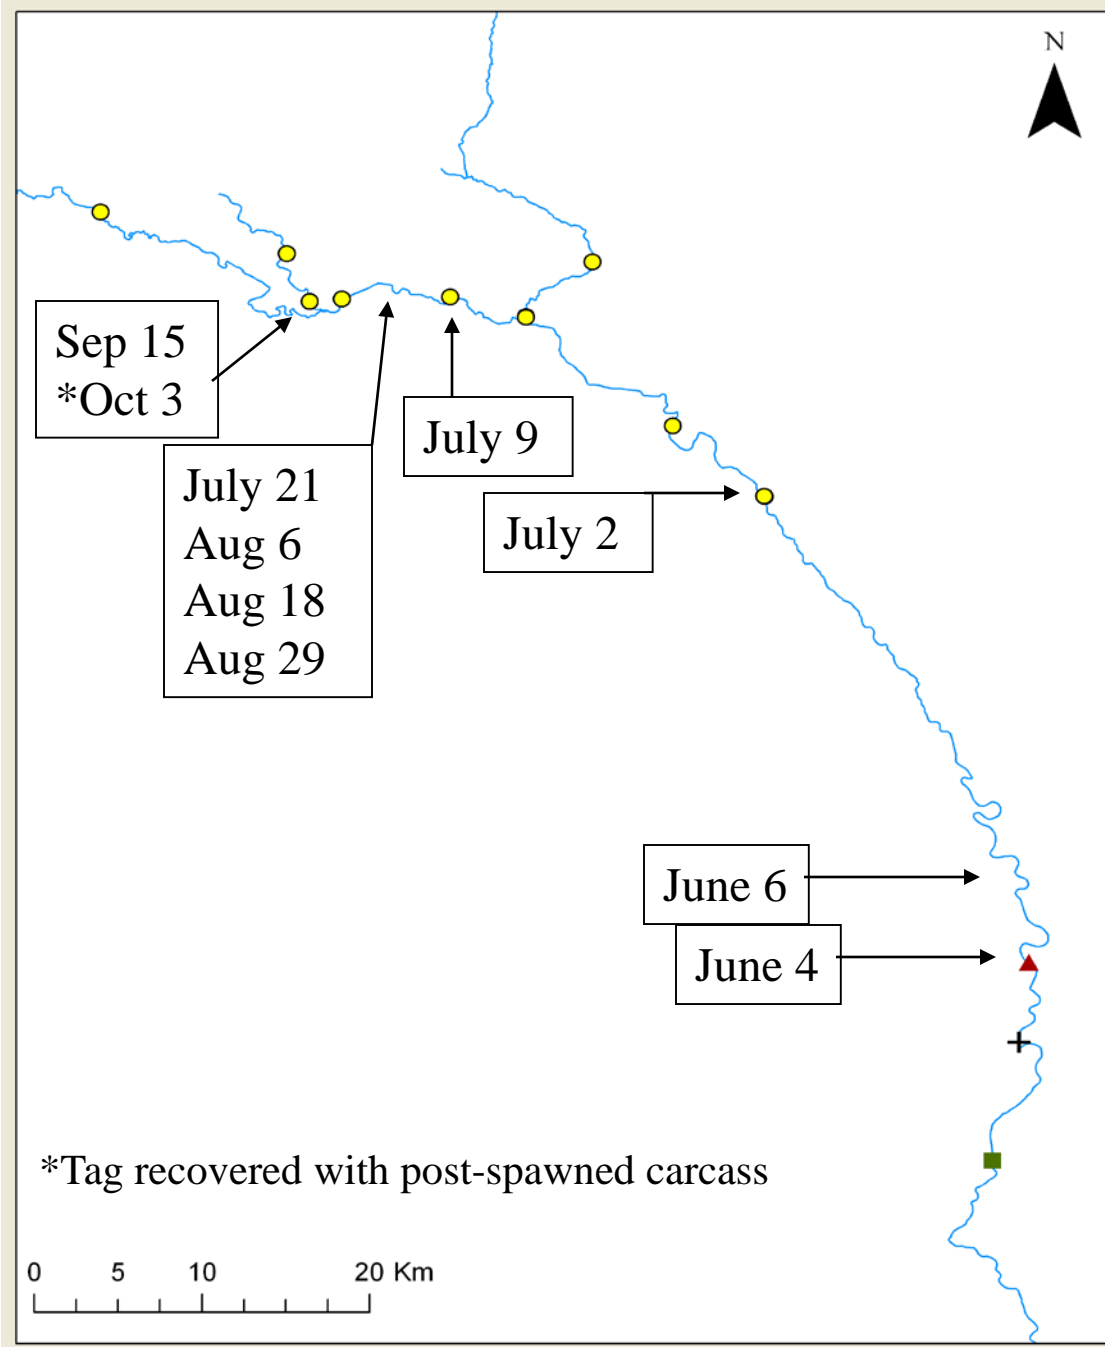 N
Sep 15
*Oct 3
July 21
Aug 6
Aug 18
Aug 29
July 9
July 2
June 6
June 4
*Tag recovered with post-spawned carcass
0 5 10 20 Km